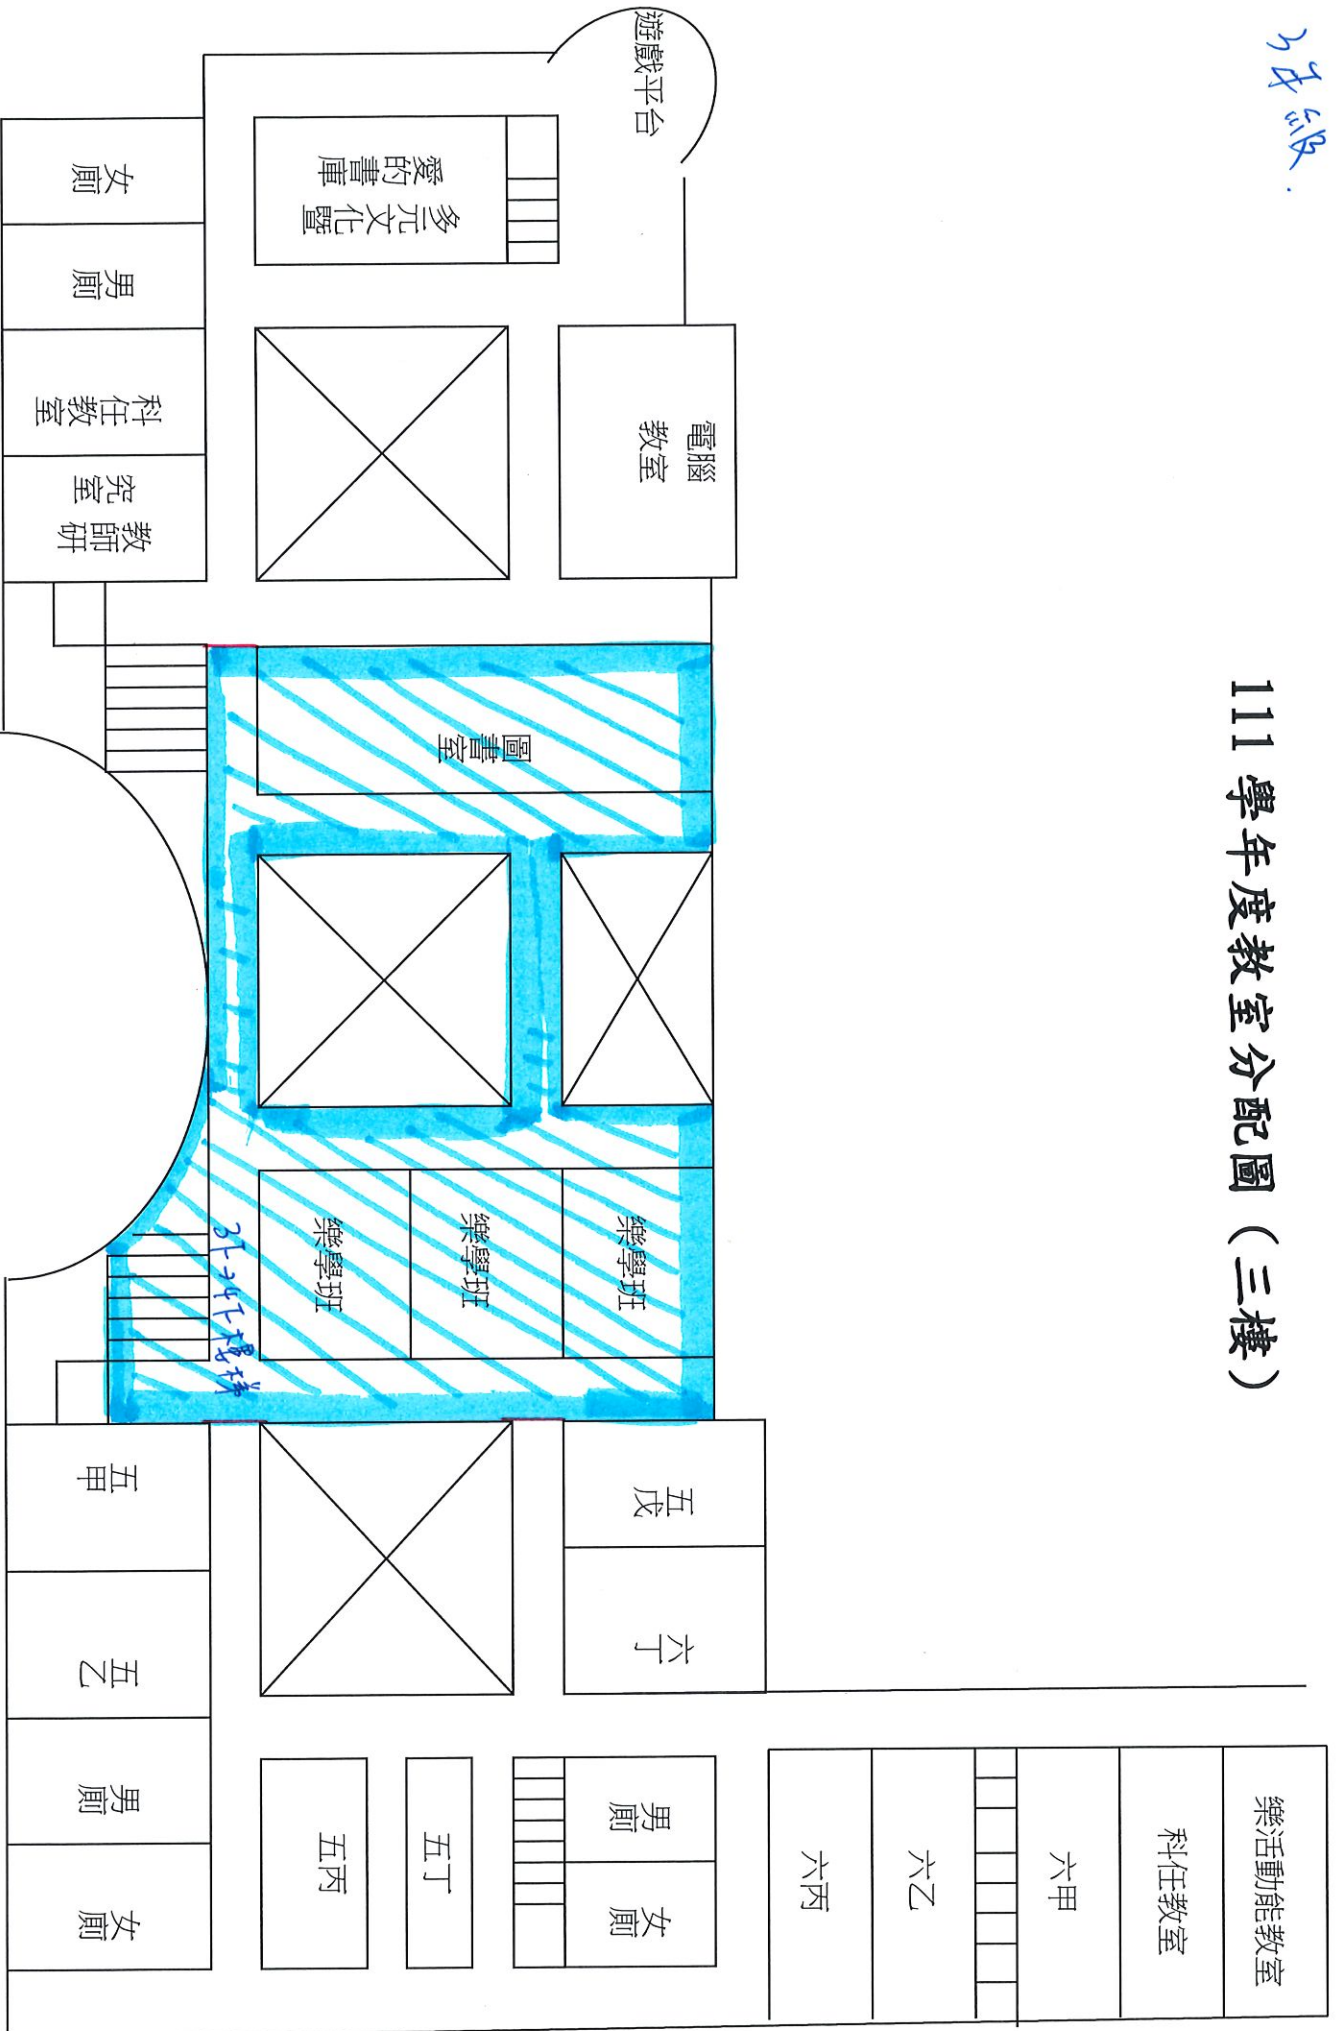 3年級.
111 學年度教室分配圖（三樓）
樂活動能教室
科任教室
六甲
六乙
六丙
遊戲平台
電腦
教室
多元文化暨
愛的書庫
圖書室
樂學班
樂學班
樂學班
五戊
六丁
男
廁
女
廁
五丁
五丙
女
廁
男
廁
科任
教室
教師研
究室
五
甲
五乙
男
廁
女
廁